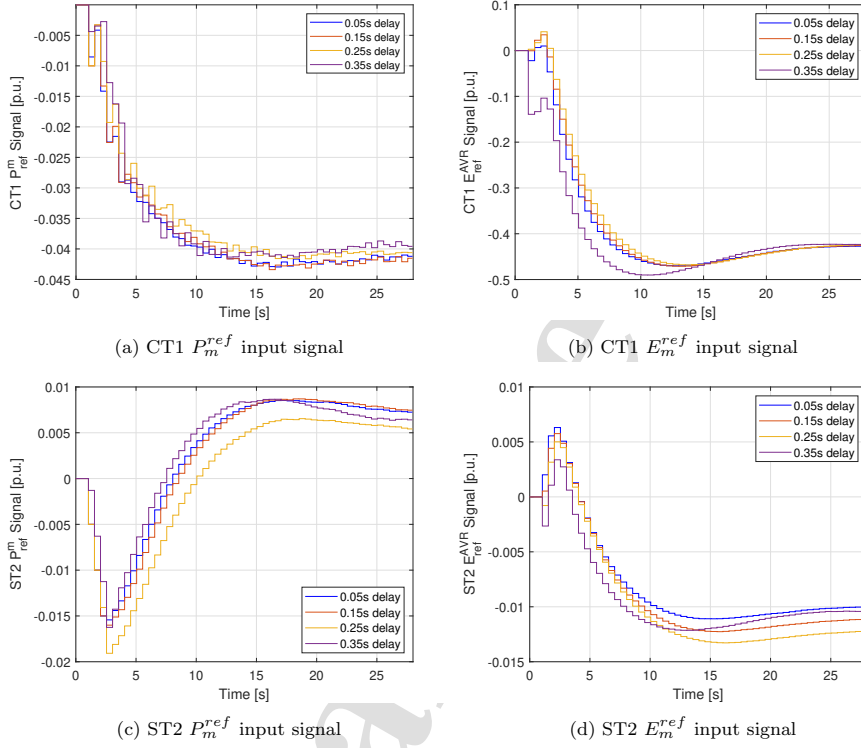 0.05s delay
0.15s delay
0.25s delay
0.35s delay
-0.005
-0.01
-0.015
-0.02
-0.025
-0.03
-0.035
-0.04
-0.045
CT1 P^m_ref Signal [p.u.]
0 5 10 15 20 25
Time [s]
(a) CT1 P_m^{ref} input signal
0.05s delay
0.15s delay
0.25s delay
0.35s delay
0.1
0
-0.1
-0.2
-0.3
-0.4
-0.5
CT1 E^AVR_ref Signal [p.u.]
0 5 10 15 20 25
Time [s]
(b) CT1 E_m^{ref} input signal
0.01
0.005
0
-0.005
-0.01
-0.015
-0.02
ST2 P^m_ref Signal [p.u.]
0.05s delay
0.15s delay
0.25s delay
0.35s delay
0 5 10 15 20 25
Time [s]
(c) ST2 P_m^{ref} input signal
0.01
0.005
0
-0.005
-0.01
-0.015
ST2 E^AVR_ref Signal [p.u.]
0.05s delay
0.15s delay
0.25s delay
0.35s delay
0 5 10 15 20 25
Time [s]
(d) ST2 E_m^{ref} input signal